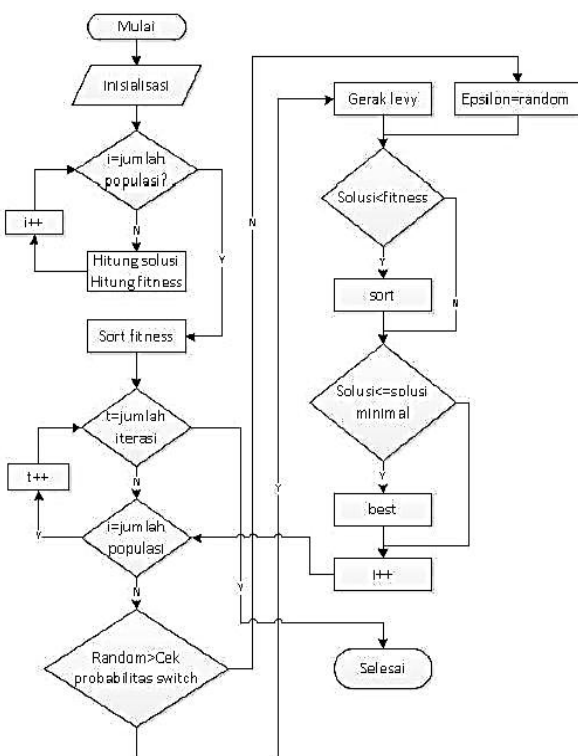 Mulai
Inisialisasi
i=jumlah
populasi?
i++
N
Y
Hitung solusi
Hitung fitness
Sort fitness
t=jumlah
iterasi
t++
N
Y
i=jumlah
populasi
N
Y
Random>Cek
probabilitas switch
N
Y
Gerak levy
Epsilon=random
Solusi<fitness
Y
N
sort
Solusi<=solusi
minimal
Y
best
i++
Selesai